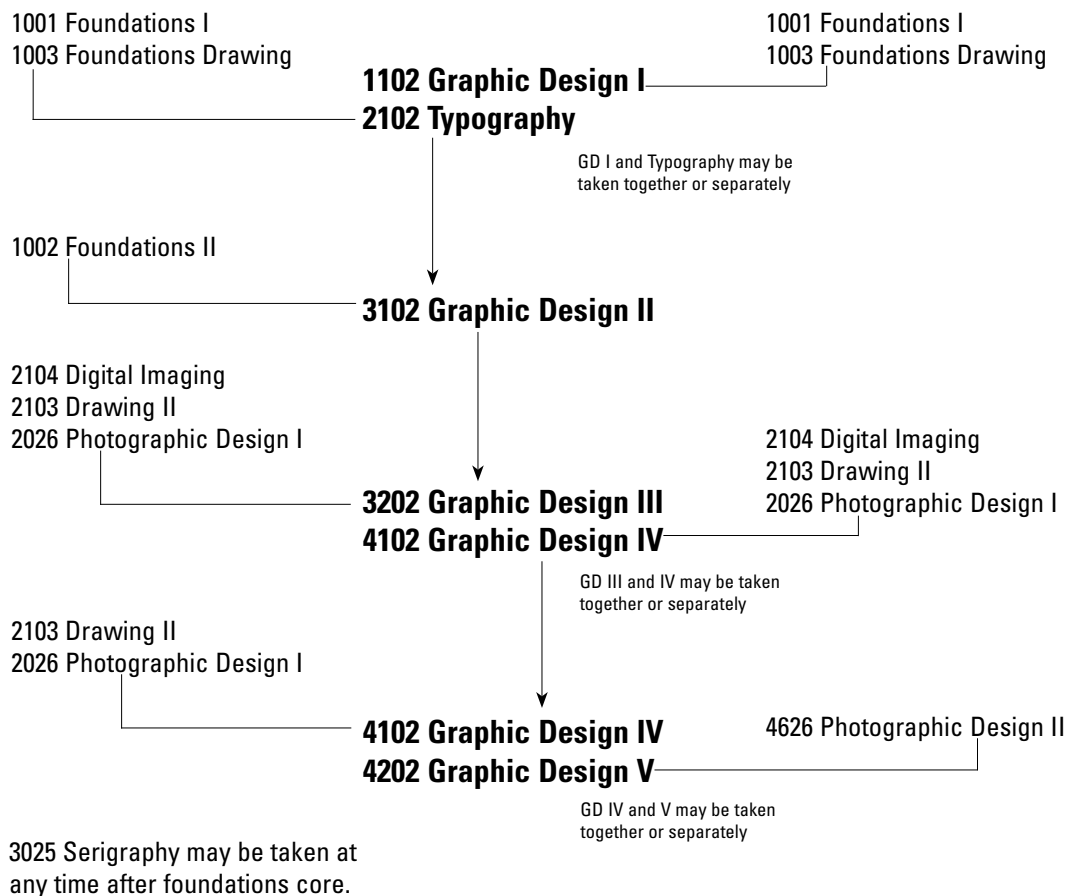 1001 Foundations I
1003 Foundations Drawing
1001 Foundations I
1003 Foundations Drawing
1102 Graphic Design I
2102 Typography
GD I and Typography may be
taken together or separately
1002 Foundations II
3102 Graphic Design II
2104 Digital Imaging
2103 Drawing II
2026 Photographic Design I
2104 Digital Imaging
2103 Drawing II
2026 Photographic Design I
3202 Graphic Design III
4102 Graphic Design IV
GD III and IV may be taken
together or separately
2103 Drawing II
2026 Photographic Design I
4102 Graphic Design IV
4202 Graphic Design V
4626 Photographic Design II
GD IV and V may be taken
together or separately
3025 Serigraphy may be taken at
any time after foundations core.